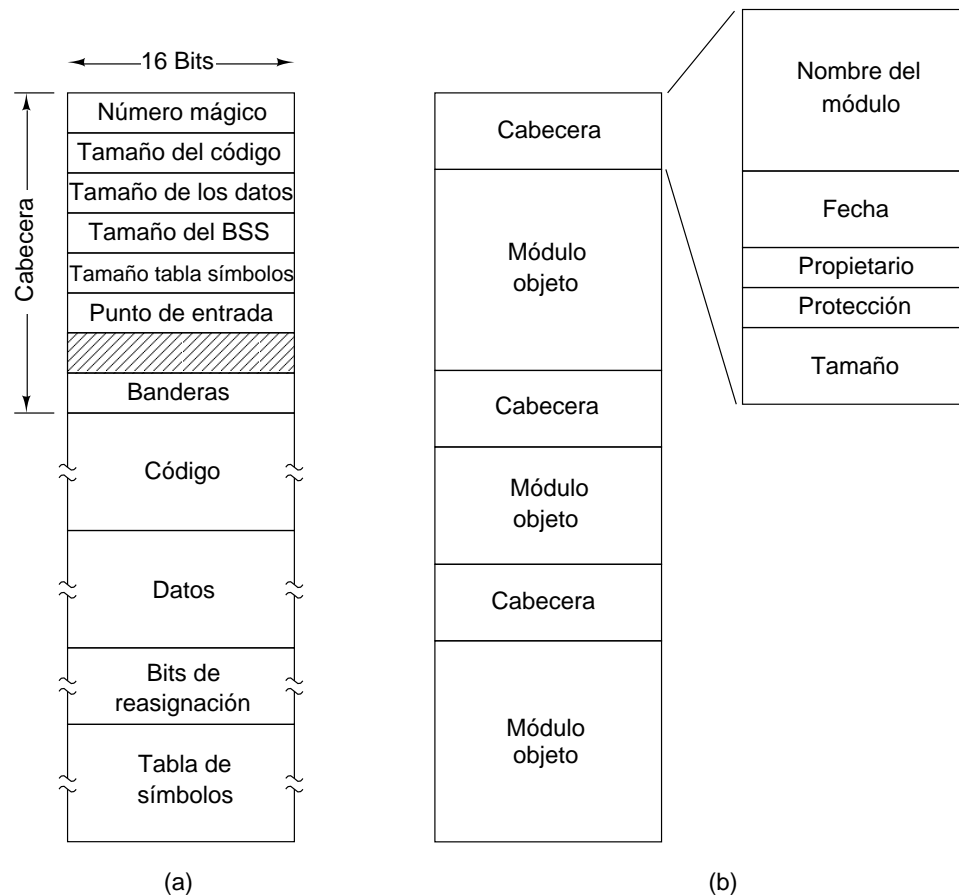 16 Bits
Cabecera
Número mágico
Tamaño del código
Tamaño de los datos
Tamaño del BSS
Tamaño tabla símbolos
Punto de entrada
Banderas
Código
Datos
Bits de
reasignación
Tabla de
símbolos
(a)
Cabecera
Módulo
objeto
Cabecera
Módulo
objeto
Cabecera
Módulo
objeto
Nombre del
módulo
Fecha
Propietario
Protección
Tamaño
(b)